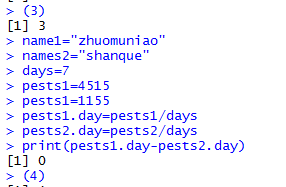 > (3)
[1] 3
> name1="zhuomuniao"
> names2="shanque"
> days=7
> pests1=4515
> pests1=1155
> pests1.day=pests1/days
> pests2.day=pests2/days
> print(pests1.day-pests2.day)
[1] 0
> (4)